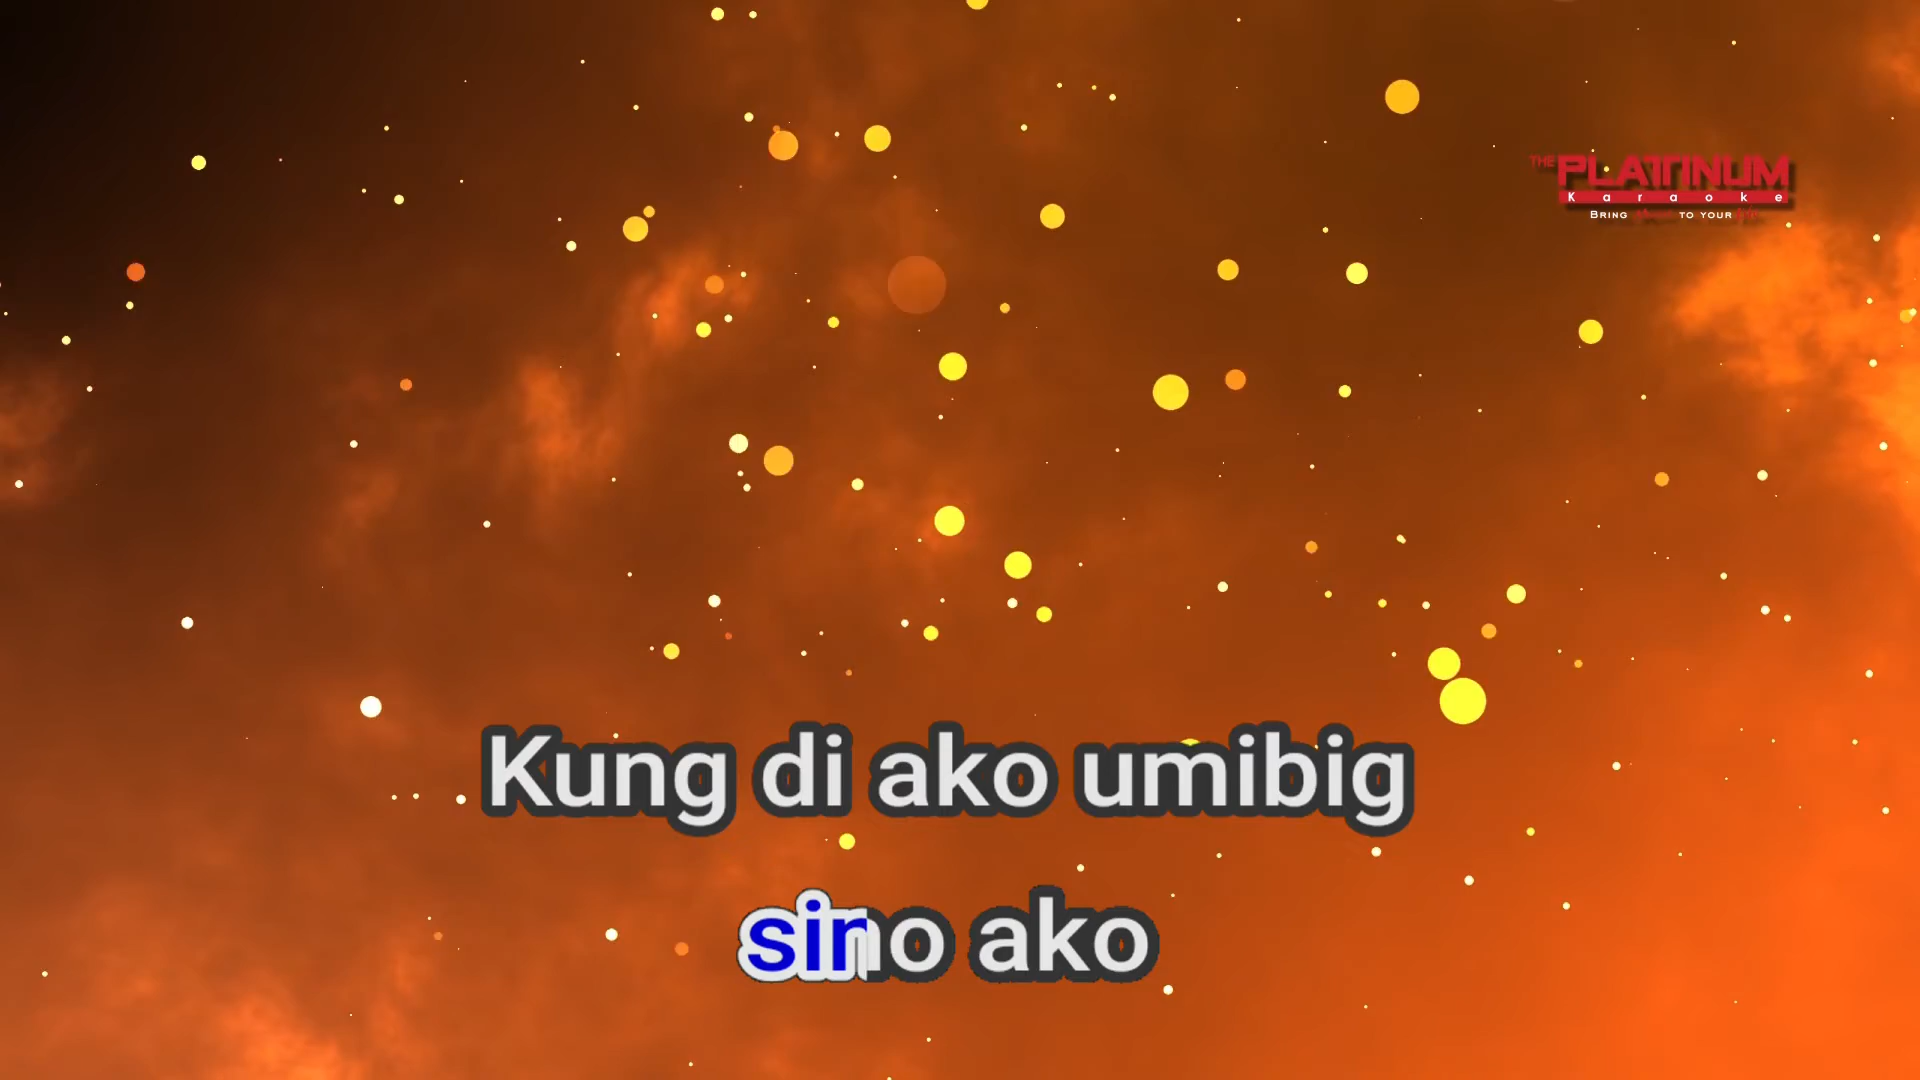 THE PLATINUM
Karaoke
BRING TO YOUR
Kung di ako umibig
sino ako